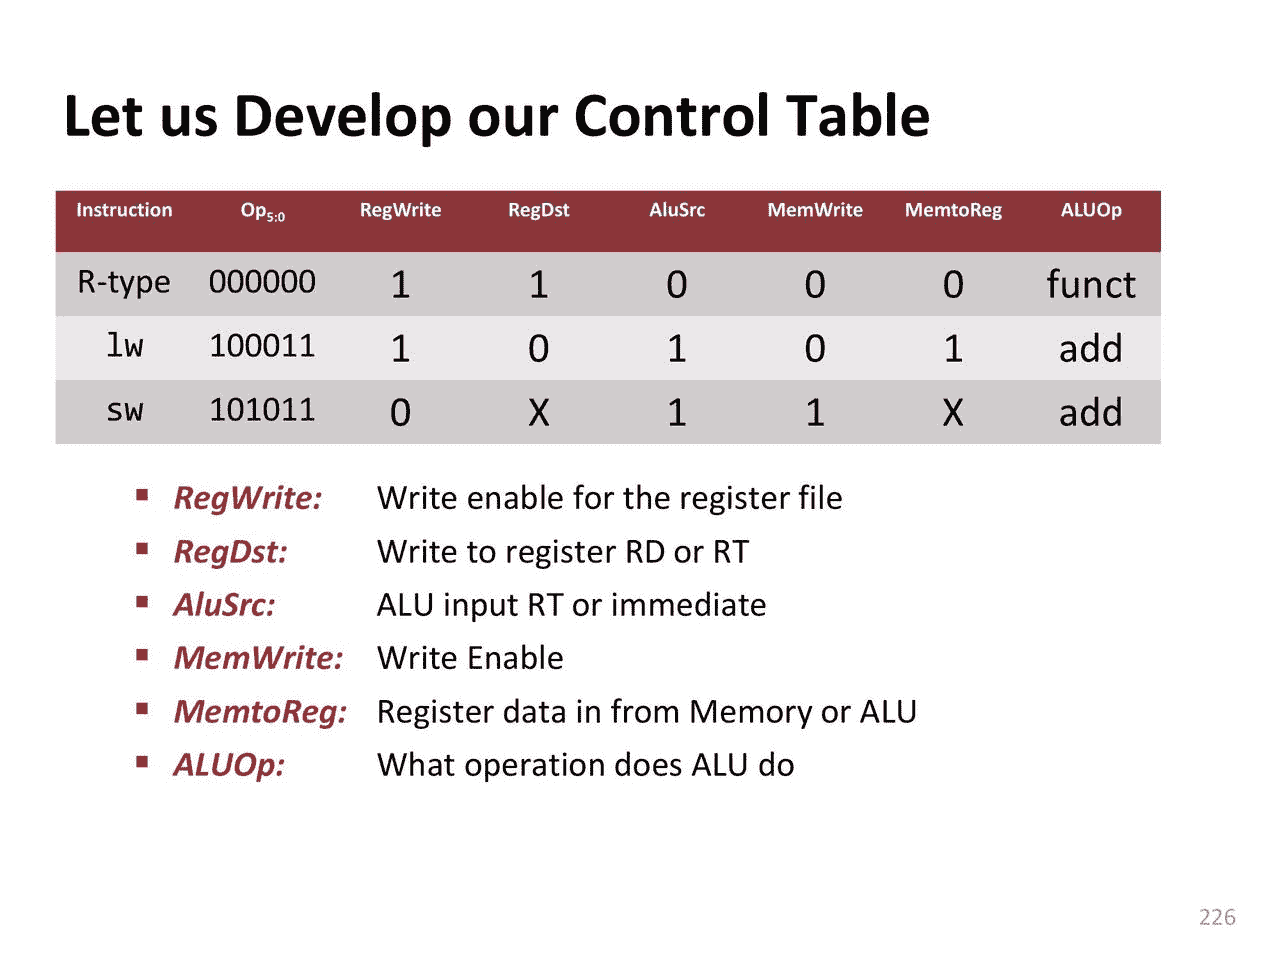 Let us Develop our Control Table
Instruction Op5:0 RegWrite RegDst AluSrc MemWrite MemtoReg ALUOp
R-type 000000 1 1 0 0 0 funct
lw 100011 1 0 1 0 1 add
sw 101011 0 X 1 1 X add
▪ RegWrite: Write enable for the register file
▪ RegDst: Write to register RD or RT
▪ AluSrc: ALU input RT or immediate
▪ MemWrite: Write Enable
▪ MemtoReg: Register data in from Memory or ALU
▪ ALUOp: What operation does ALU do
226